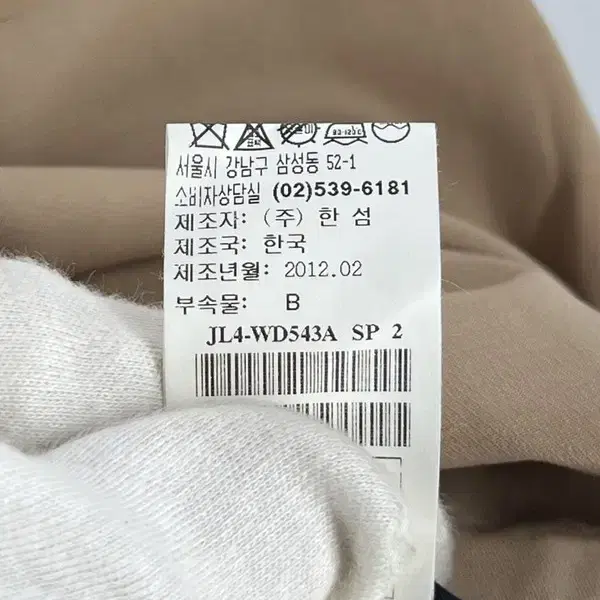 서울시 강남구 삼성동 52-1
소비자상담실 (02)539-6181
제조자: (주) 한 섬
제조국: 한국
제조년월: 2012.02
부속물: B
JL4-WD543A SP 2